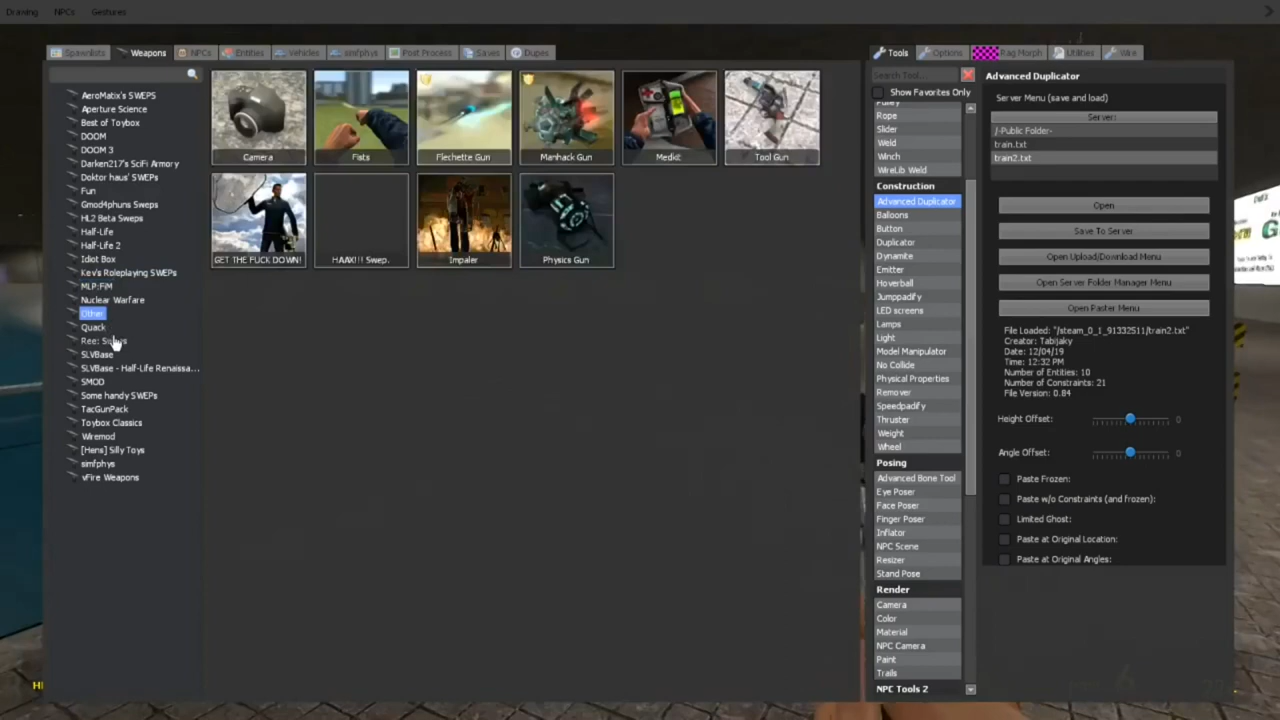 Drawing NPCs Gestures
Spawnlists Weapons NPCs Entities Vehicles simfphys Post Process Saves Dupes
AeroMatix's SWEPS
Aperture Science
Best of Toybox
DOOM
DOOM 3
Darken217's SciFi Armory
Doktor haus' SWEPs
Fun
Gmod4phuns Sweps
HL2 Beta Sweps
Half-Life
Half-Life 2
Idiot Box
Kev's Roleplaying SWEPs
MLP:FiM
Nuclear Warfare
Other
Quack
SLVBase
SLVBase - Half-Life Renaissa...
SMOD
Some handy SWEPs
TacGunPack
Toybox Classics
Wiremod
[Hens] Silly Toys
simfphys
vFire Weapons
Camera Fists Flechette Gun Manhack Gun Medkit Tool Gun
GET THE FUCK DOWN! HAAX!!! Swep. Impaler Physics Gun
Tools Options Rag Morph Utilities Wire
Search Tool...
Show Favorites Only
Pulley
Rope
Slider
Weld
Winch
WireLib Weld
Construction
Advanced Duplicator
Balloons
Button
Duplicator
Dynamite
Emitter
Hoverball
Jumppadify
LED screens
Lamps
Light
Model Manipulator
No Collide
Physical Properties
Remover
Speedpadify
Thruster
Weight
Wheel
Posing
Advanced Bone Tool
Eye Poser
Face Poser
Finger Poser
Inflator
NPC Scene
Resizer
Stand Pose
Render
Camera
Color
Material
NPC Camera
Paint
Trails
NPC Tools 2
Advanced Duplicator
Server Menu (save and load)
Server:
/-Public Folder-
train.txt
train2.txt
Open
Save To Server
Open Upload/Download Menu
Open Server Folder Manager Menu
Open Paster Menu
File Loaded: "/steam_0_1_91332511/train2.txt"
Creator: Tabijaky
Date: 12/04/19
Time: 12:32 PM
Number of Entities: 10
Number of Constraints: 21
File Version: 0.84
Height Offset: 0
Angle Offset: 0
Paste Frozen:
Paste w/o Constraints (and frozen):
Limited Ghost:
Paste at Original Location:
Paste at Original Angles: